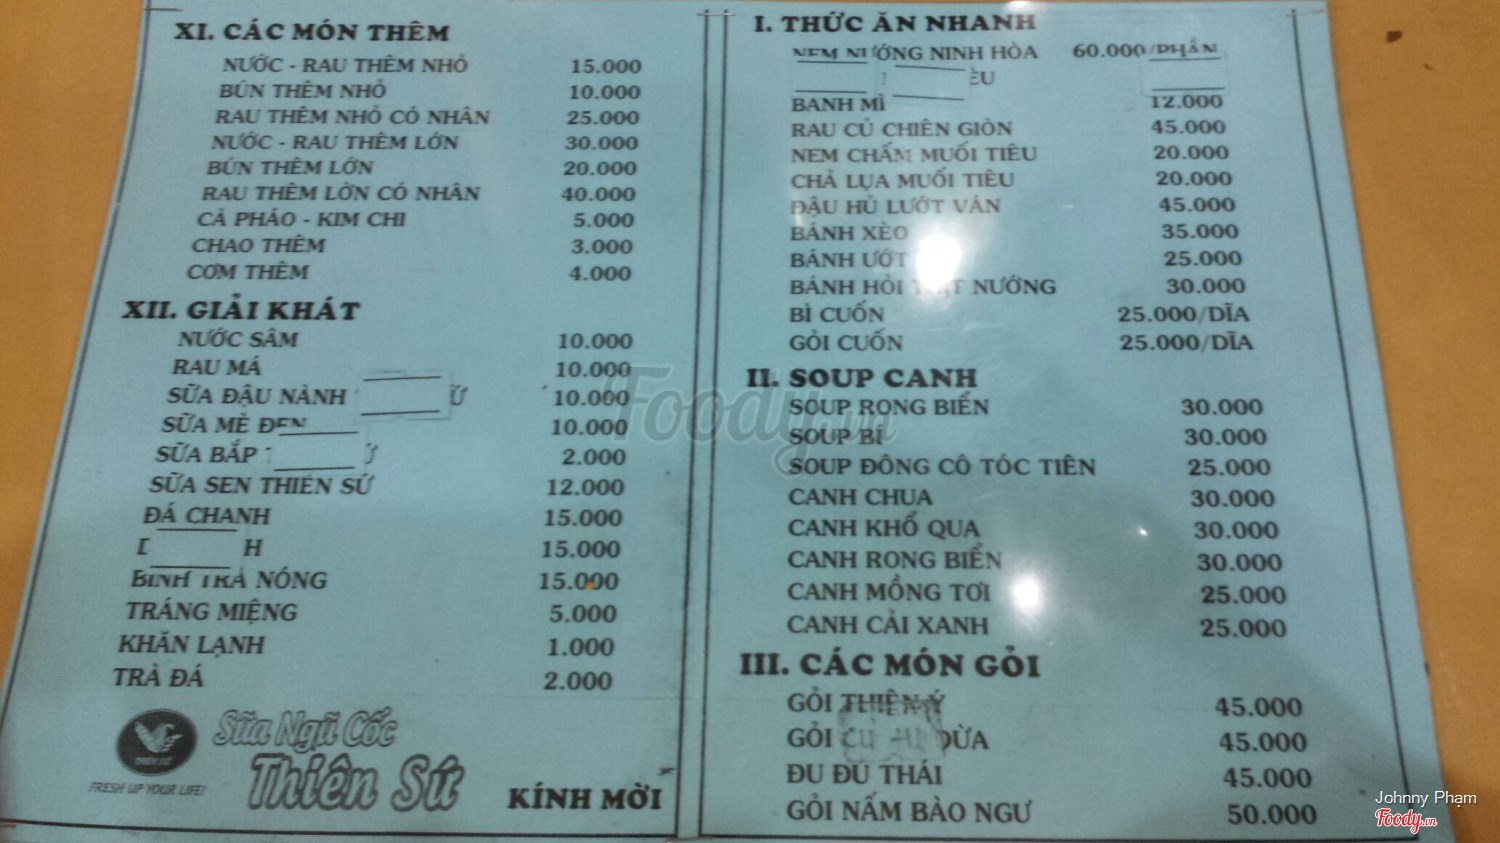 XI. CÁC MÓN THÊM
NƯỚC - RAU THÊM NHỎ 15.000
BÚN THÊM NHỎ 10.000
RAU THÊM NHỎ CÓ NHÂN 25.000
NƯỚC - RAU THÊM LỚN 30.000
BÚN THÊM LỚN 20.000
RAU THÊM LỜN CÓ NHÂN 40.000
CÀ PHÁO - KIM CHI 5.000
CHAO THÊM 3.000
CƠM THÊM 4.000
XII. GIẢI KHÁT
NƯỚC SÂM 10.000
RAU MÁ 10.000
SỮA ĐẬU NÀNH 10.000
SỮA MÈ ĐEN 10.000
SỮA BẮP 2.000
SỮA SEN THIÊN SỨ 12.000
ĐÁ CHANH 15.000
15.000
BÌNH TRÀ NÓNG 15.000
TRÁNG MIỆNG 5.000
KHĂN LẠNH 1.000
TRÀ ĐÁ 2.000
THIÊN SỨ
FRESH UP YOUR LIFE!
Sữa Ngũ Cốc
Thiên Sứ
KÍNH MỜI
I. THỨC ĂN NHANH
NEM NƯỚNG NINH HÒA 60.000/PHẦN
BANH MÌ 12.000
RAU CỦ CHIÊN GIÒN 45.000
NEM CHẤM MUỐI TIÊU 20.000
CHẢ LỤA MUỐI TIÊU 20.000
ĐẬU HỦ LƯỚT VÁN 45.000
BÁNH XÈO 35.000
BÁNH ƯỚT 25.000
BÁNH HỎI THỊT NƯỚNG 30.000
BÌ CUỐN 25.000/DĨA
GỎI CUỐN 25.000/DĨA
II. SOUP CANH
SOUP RONG BIỂN 30.000
SOUP BÍ 30.000
SOUP ĐÔNG CÔ TÓC TIÊN 25.000
CANH CHUA 30.000
CANH KHỔ QUA 30.000
CANH RONG BIỂN 30.000
CANH MỒNG TƠI 25.000
CANH CẢI XANH 25.000
III. CÁC MÓN GỎI
GỎI THIỆN Ý 45.000
GỎI CỦ HỦ DỪA 45.000
ĐU ĐỦ THÁI 45.000
GỎI NẤM BÀO NGƯ 50.000
Foody.vn
Johnny Phạm
Foody.vn